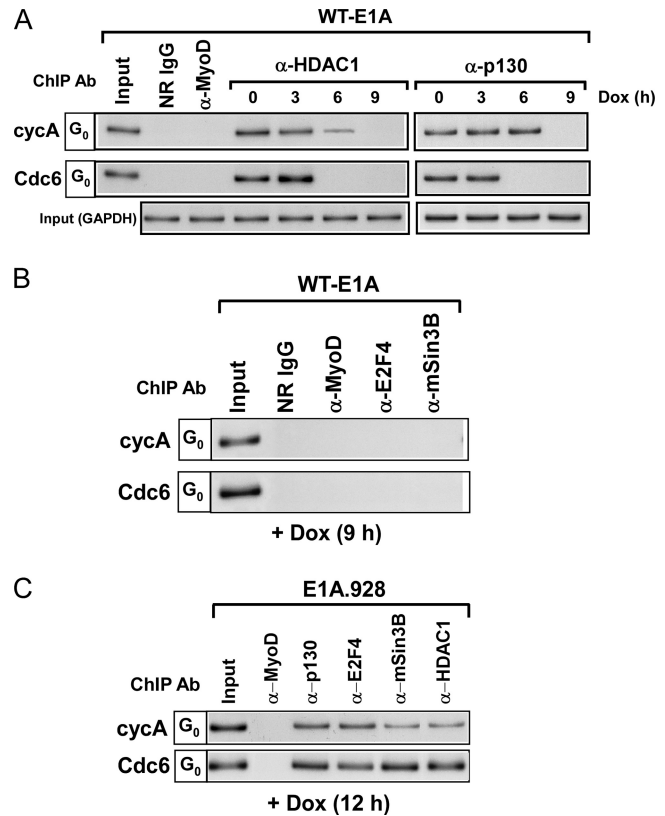 A
WT-E1A
ChIP Ab
Input
NR IgG
α-MyoD
α-HDAC1
α-p130
0 3 6 9 0 3 6 9 Dox (h)
cycA G0
Cdc6 G0
Input (GAPDH)
B
WT-E1A
ChIP Ab
Input
NR IgG
α-MyoD
α-E2F4
α-mSin3B
cycA G0
Cdc6 G0
+ Dox (9 h)
C
E1A.928
ChIP Ab
Input
α–MyoD
α–p130
α–E2F4
α–mSin3B
α–HDAC1
cycA G0
Cdc6 G0
+ Dox (12 h)